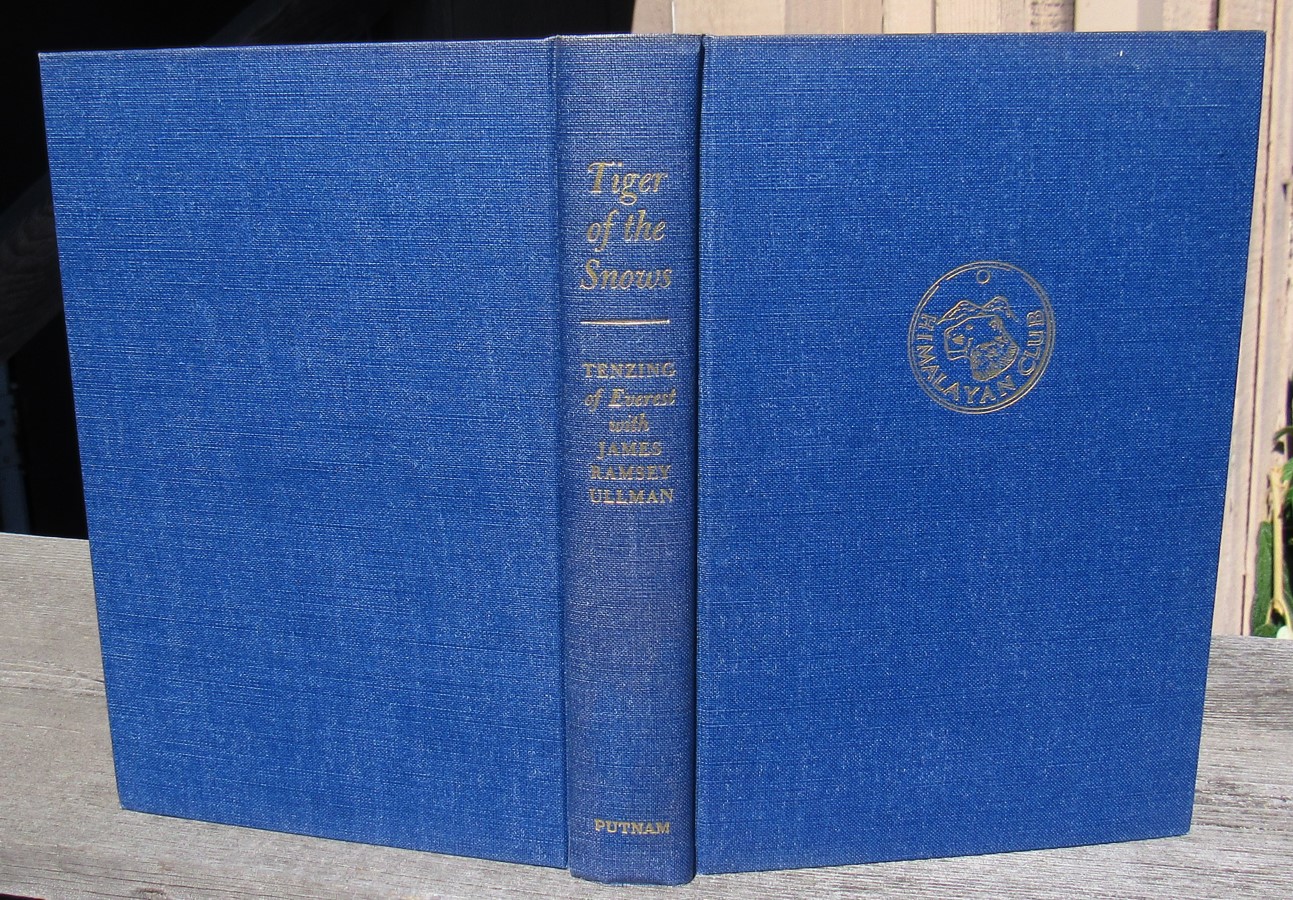 Tiger
of the
Snows
TENZING
of Everest
with
JAMES
RAMSEY
ULLMAN
PUTNAM
HIMALAYAN CLUB